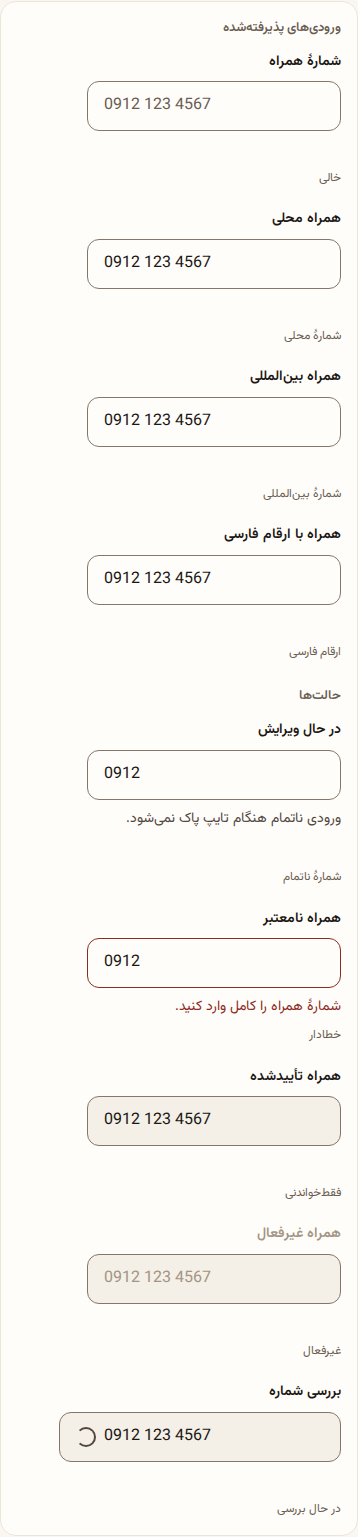 ورودی‌های پذیرفته‌شده
شمارهٔ همراه
0912 123 4567
خالی
همراه محلی
0912 123 4567
شمارهٔ محلی
همراه بین‌المللی
0912 123 4567
شمارهٔ بین‌المللی
همراه با ارقام فارسی
0912 123 4567
ارقام فارسی
حالت‌ها
در حال ویرایش
0912
ورودی ناتمام هنگام تایپ پاک نمی‌شود.
شمارهٔ ناتمام
همراه نامعتبر
0912
شمارهٔ همراه را کامل وارد کنید.
خطادار
همراه تأییدشده
0912 123 4567
فقط‌خواندنی
همراه غیرفعال
0912 123 4567
غیرفعال
بررسی شماره
0912 123 4567
در حال بررسی